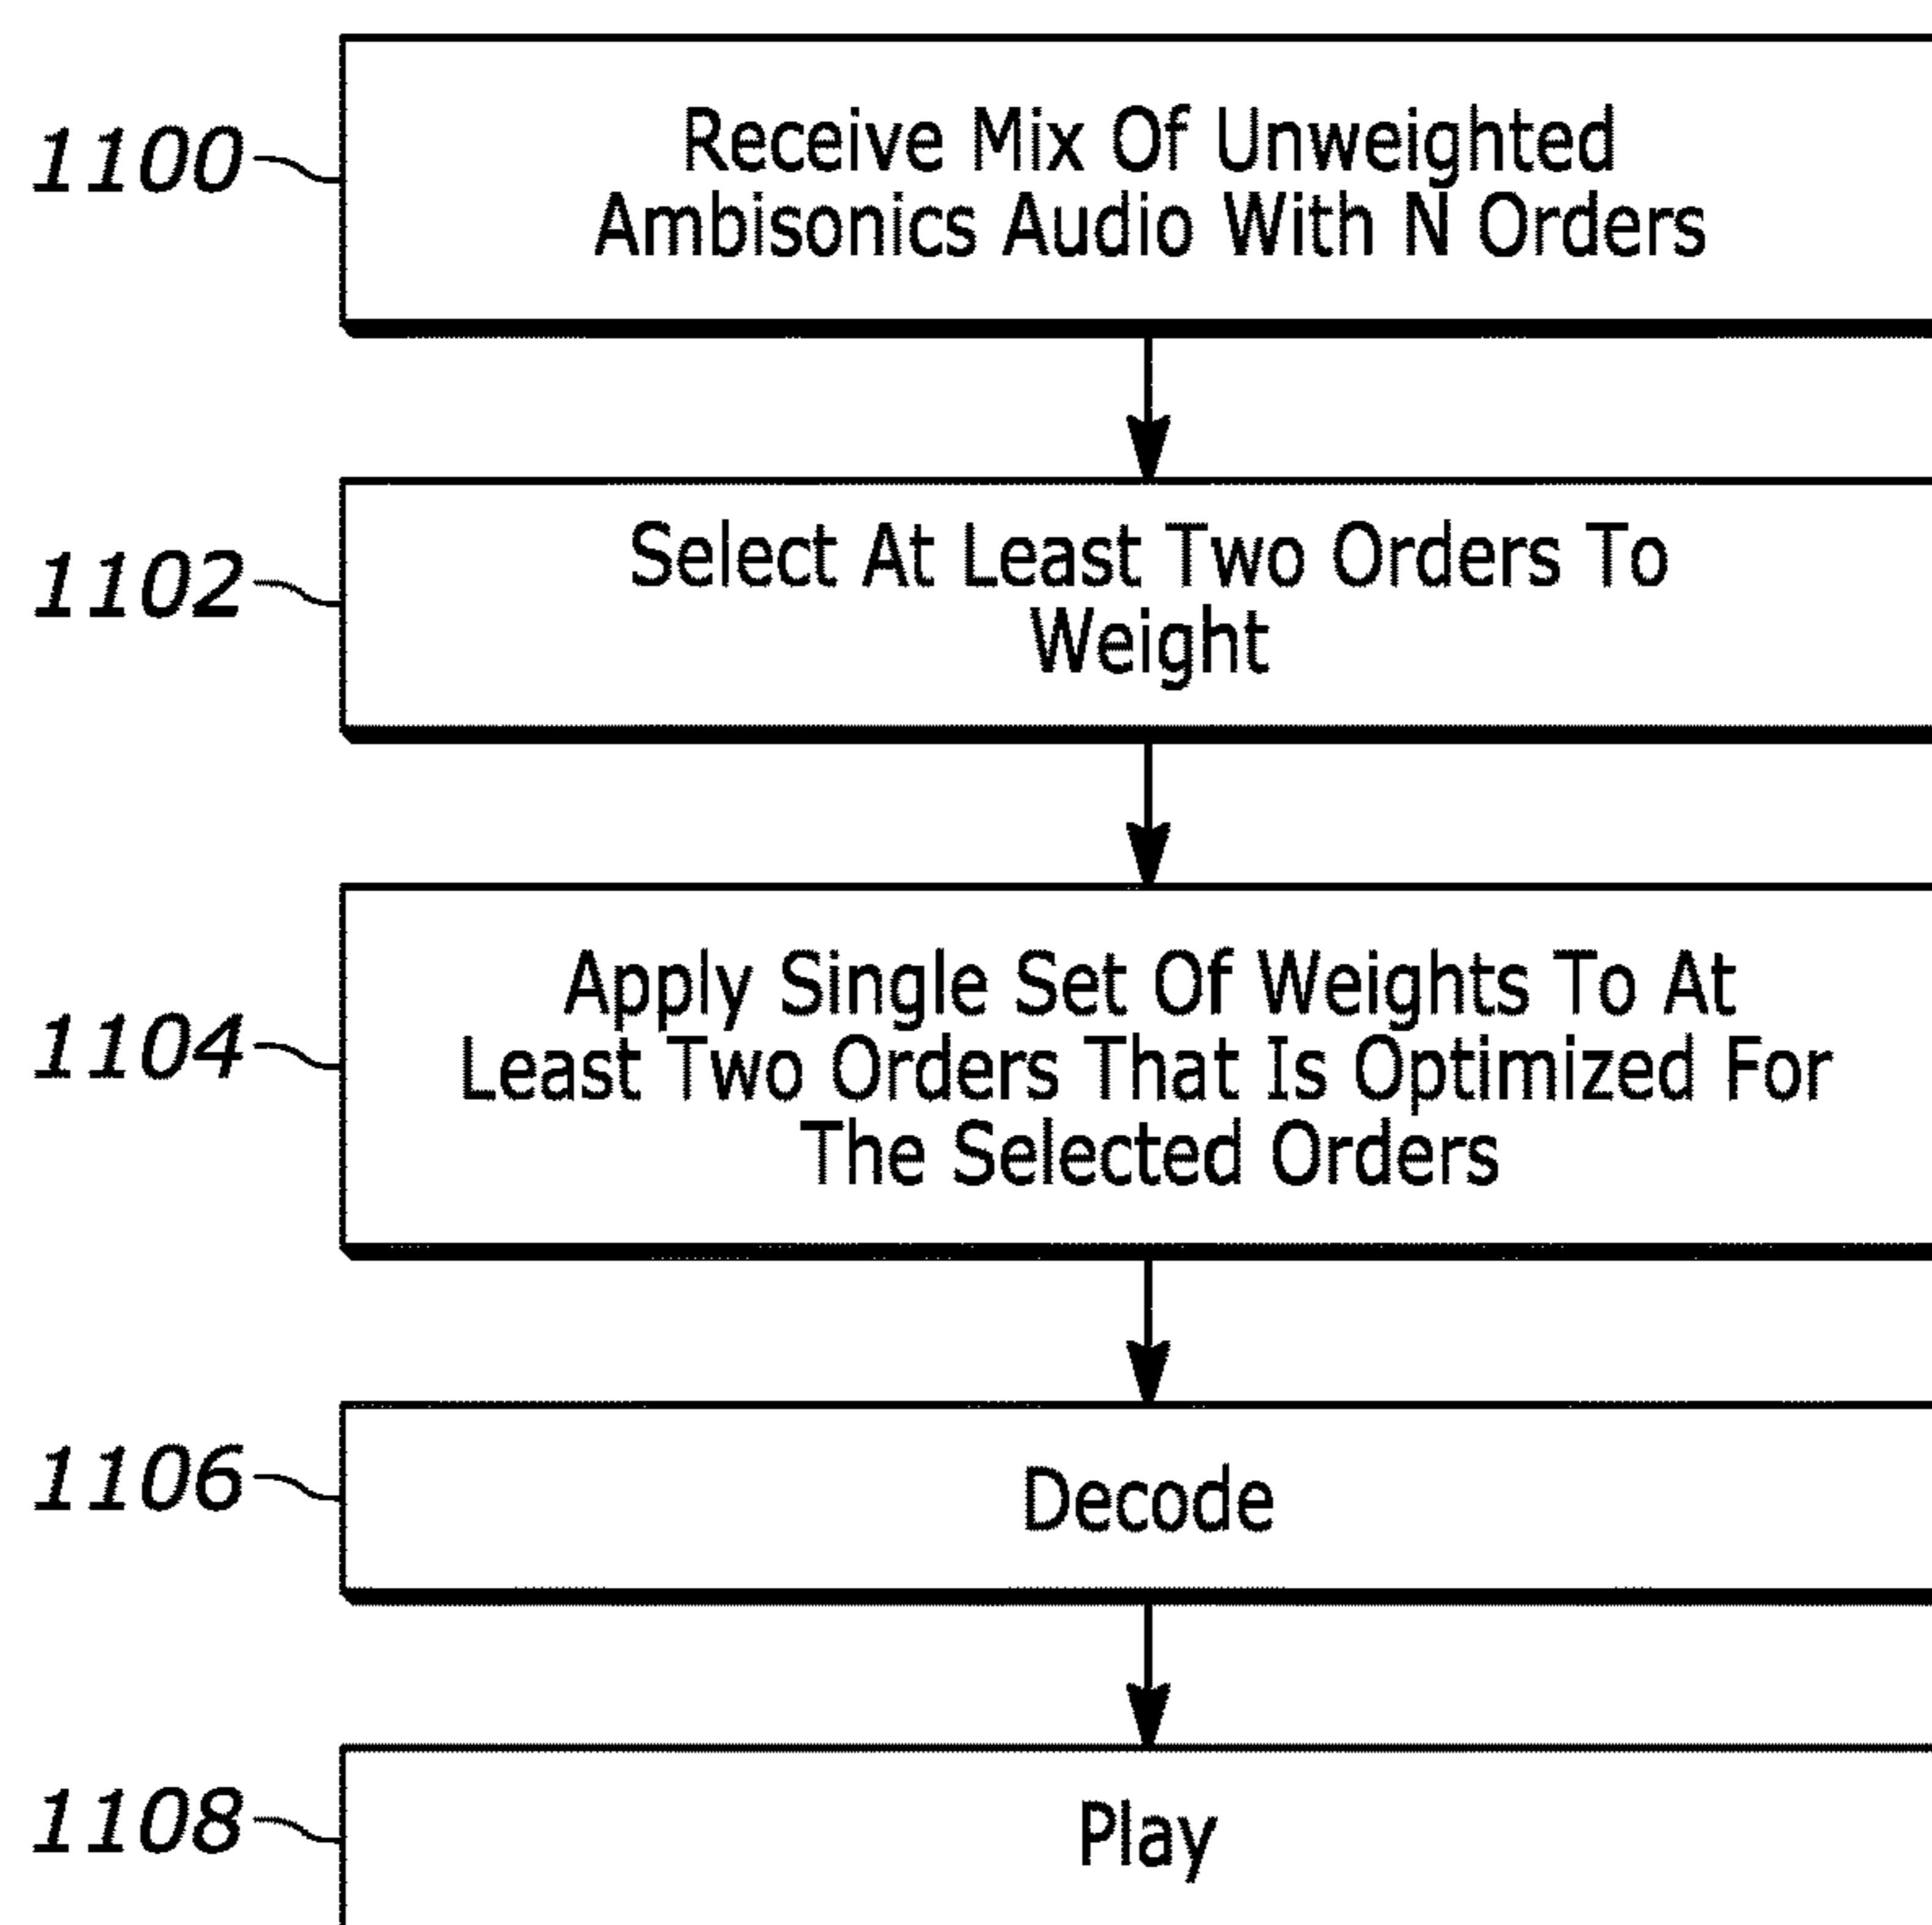 1100
Receive Mix Of Unweighted
Ambisonics Audio With N Orders
1102
Select At Least Two Orders To
Weight
1104
Apply Single Set Of Weights To At
Least Two Orders That Is Optimized For
The Selected Orders
1106
Decode
1108
Play